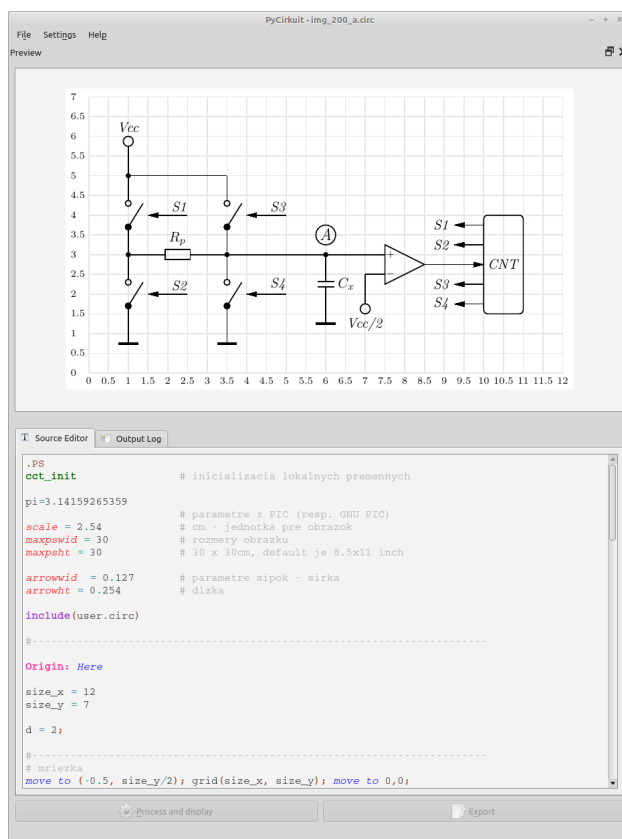 PyCirkuit - img_200_a.circ
File Settings Help
Preview
7
6.5
6
5.5
5
4.5
4
3.5
3
2.5
2
1.5
1
0.5
0
0 0.5 1 1.5 2 2.5 3 3.5 4 4.5 5 5.5 6 6.5 7 7.5 8 8.5 9 9.5 10 10.5 11 11.5 12
Vcc
S1 S3
Rp
A
S2 S4
Cx
+
−
Vcc/2
S1
S2
CNT
S3
S4
Source Editor Output Log
.PS
cct_init # inicializacia lokalnych premennych
pi=3.14159265359
# parametre z PIC (resp. GNU PIC)
scale = 2.54 # cm - jednotka pre obrazok
maxpswid = 30 # rozmery obrazku
maxpsht = 30 # 30 x 30cm, default je 8.5x11 inch
arrowwid = 0.127 # parametre sipok - sirka
arrowht = 0.254 # dlzka
include(user.circ)
#---------------------------------------------------------------------
Origin: Here
size_x = 12
size_y = 7
d = 2;
#---------------------------------------------------------------------
# mriezka
move to (-0.5, size_y/2); grid(size_x, size_y); move to 0,0;
Process and display Export